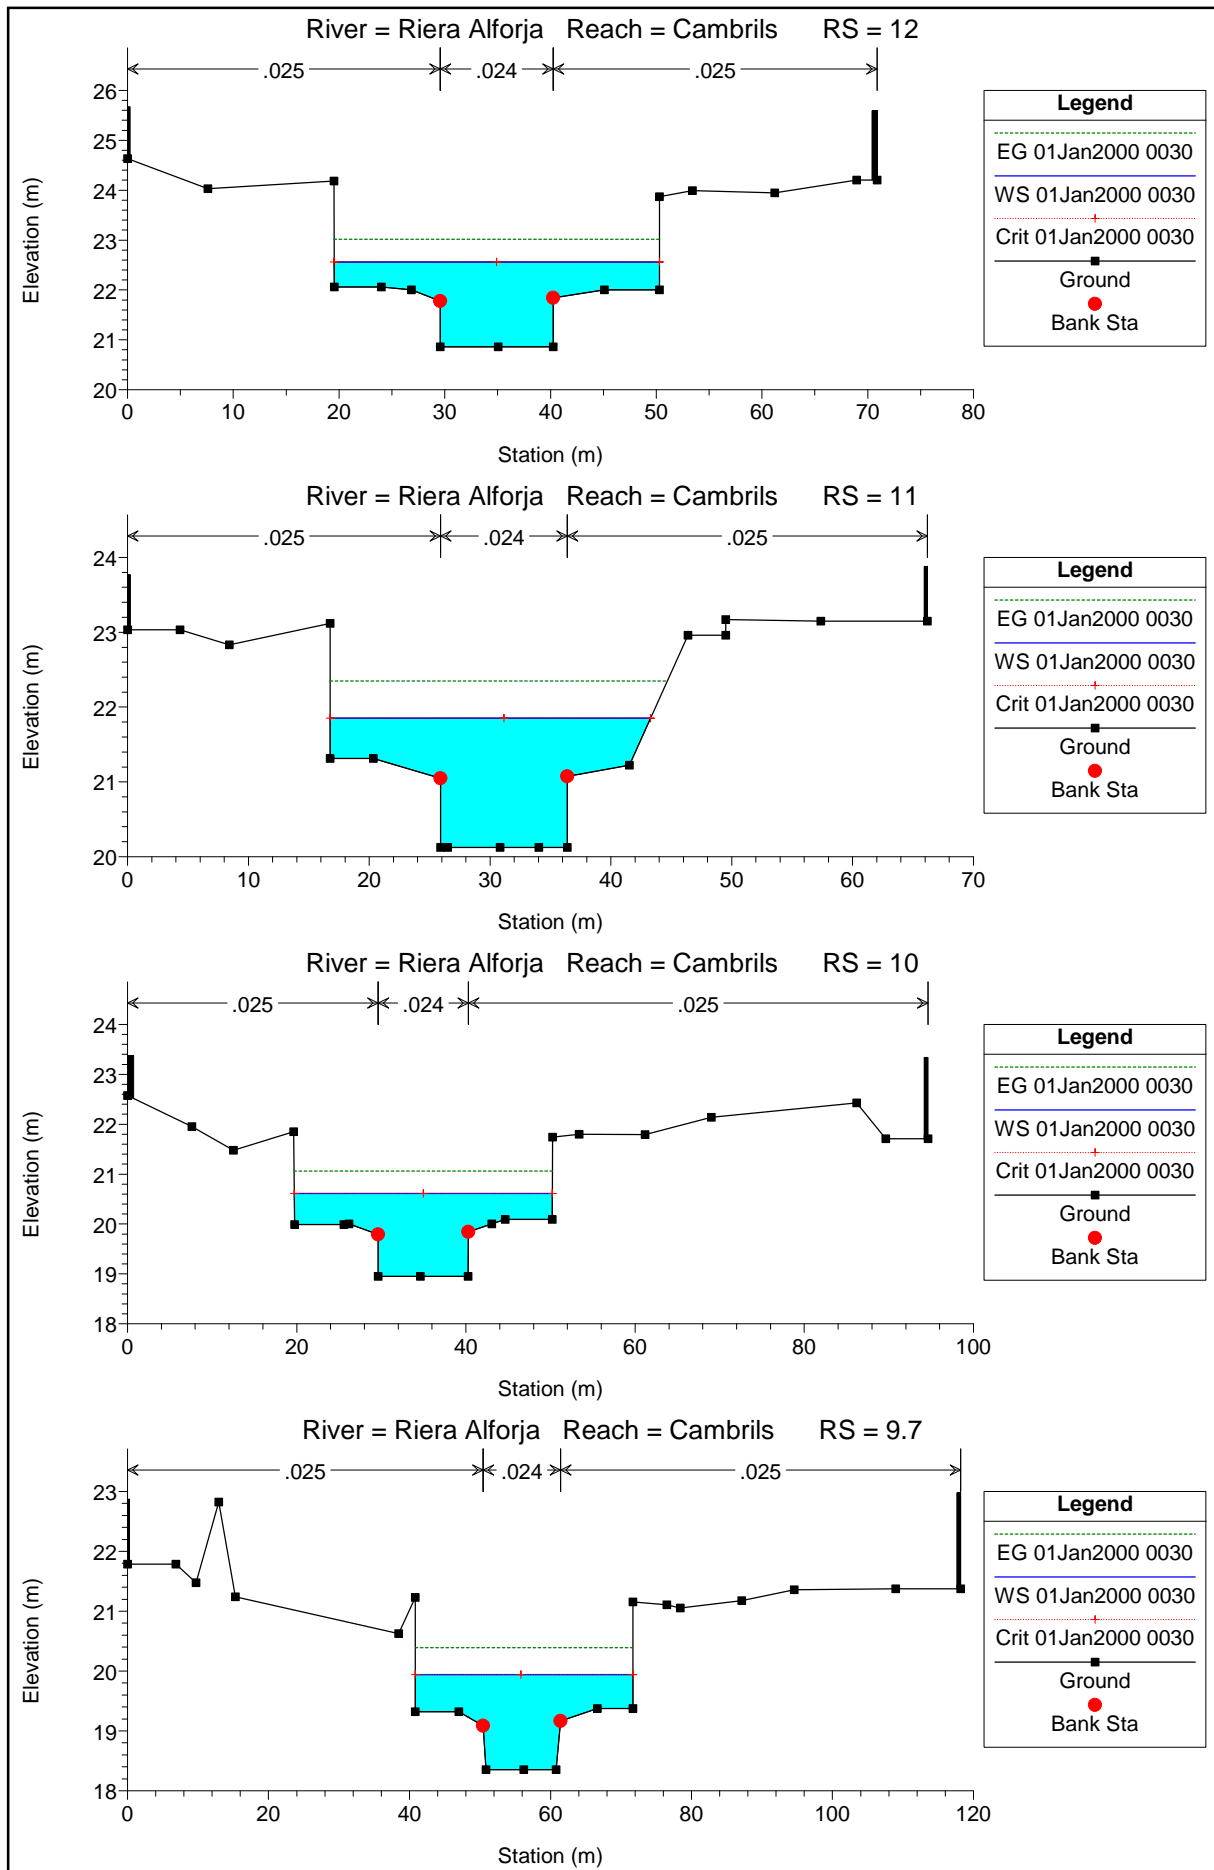 River = Riera Alforja   Reach = Cambrils      RS = 12
.025
.024
.025
26
25
24
23
22
21
20
0 10 20 30 40 50 60 70 80
Elevation (m)
Station (m)
Legend
EG 01Jan2000 0030
WS 01Jan2000 0030
Crit 01Jan2000 0030
Ground
Bank Sta
River = Riera Alforja   Reach = Cambrils      RS = 11
.025
.024
.025
24
23
22
21
20
0 10 20 30 40 50 60 70
Elevation (m)
Station (m)
Legend
EG 01Jan2000 0030
WS 01Jan2000 0030
Crit 01Jan2000 0030
Ground
Bank Sta
River = Riera Alforja   Reach = Cambrils      RS = 10
.025
.024
.025
24
23
22
21
20
19
18
0 20 40 60 80 100
Elevation (m)
Station (m)
Legend
EG 01Jan2000 0030
WS 01Jan2000 0030
Crit 01Jan2000 0030
Ground
Bank Sta
River = Riera Alforja   Reach = Cambrils      RS = 9.7
.025
.024
.025
23
22
21
20
19
18
0 20 40 60 80 100 120
Elevation (m)
Station (m)
Legend
EG 01Jan2000 0030
WS 01Jan2000 0030
Crit 01Jan2000 0030
Ground
Bank Sta